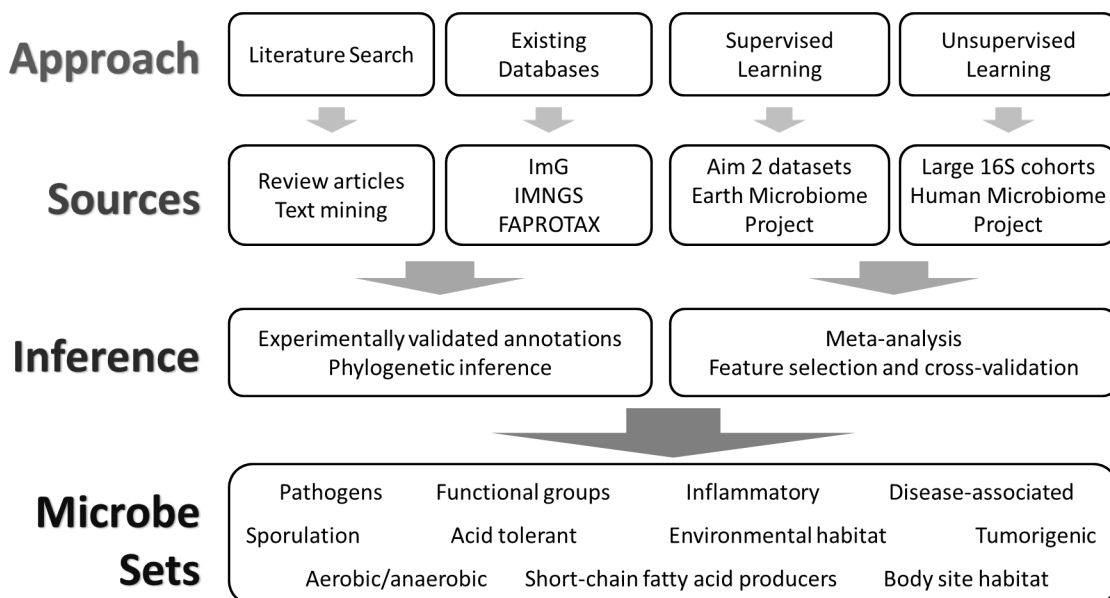 Approach
Literature Search
Existing
Databases
Supervised
Learning
Unsupervised
Learning
Sources
Review articles
Text mining
ImG
IMNGS
FAPROTAX
Aim 2 datasets
Earth Microbiome
Project
Large 16S cohorts
Human Microbiome
Project
Inference
Experimentally validated annotations
Phylogenetic inference
Meta-analysis
Feature selection and cross-validation
Microbe
Sets
Pathogens Functional groups Inflammatory Disease-associated
Sporulation Acid tolerant Environmental habitat Tumorigenic
Aerobic/anaerobic Short-chain fatty acid producers Body site habitat